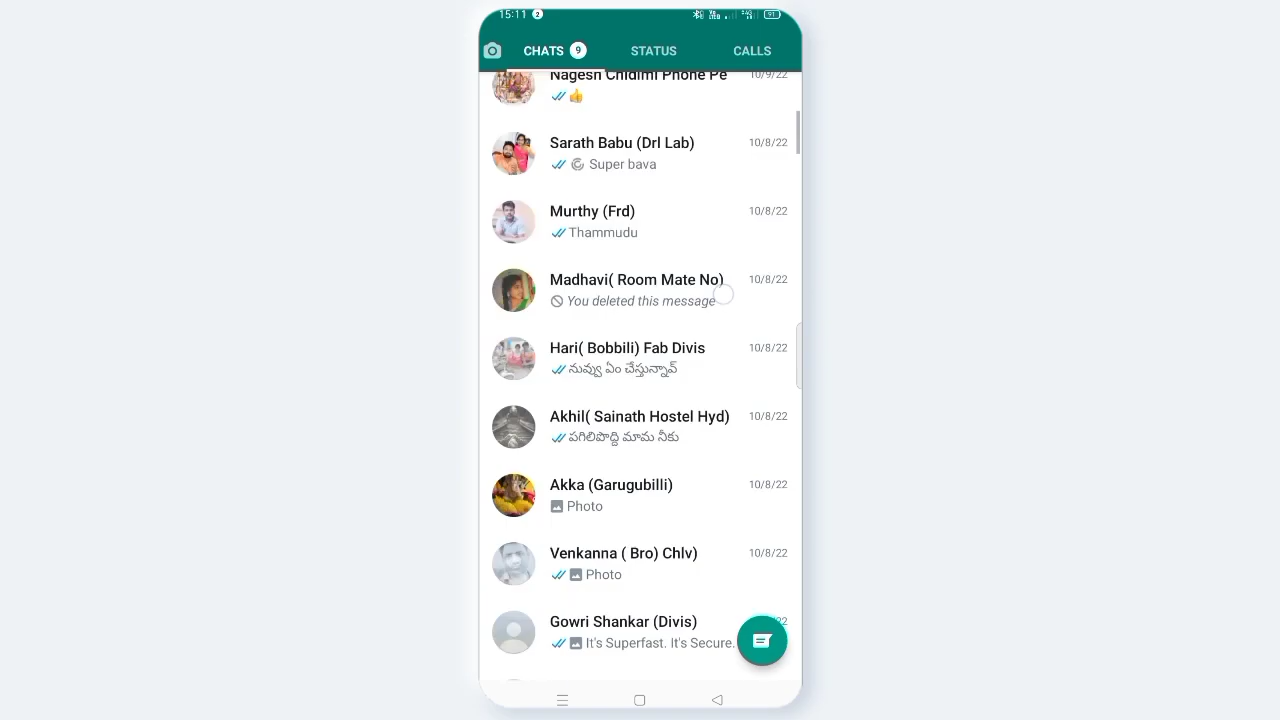 15:11 2 91
CHATS 9 STATUS CALLS
Nagesh Chidimi Phone Pe 10/9/22
Sarath Babu (Drl Lab) 10/8/22
Super bava
Murthy (Frd) 10/8/22
Thammudu
Madhavi( Room Mate No) 10/8/22
You deleted this message
Hari( Bobbili) Fab Divis 10/8/22
నువ్వు ఏం చేస్తున్నావ్
Akhil( Sainath Hostel Hyd) 10/8/22
పగిలిపొద్ది మామ నీకు
Akka (Garugubilli) 10/8/22
Photo
Venkanna ( Bro) Chlv) 10/8/22
Photo
Gowri Shankar (Divis)
It's Superfast. It's Secure.